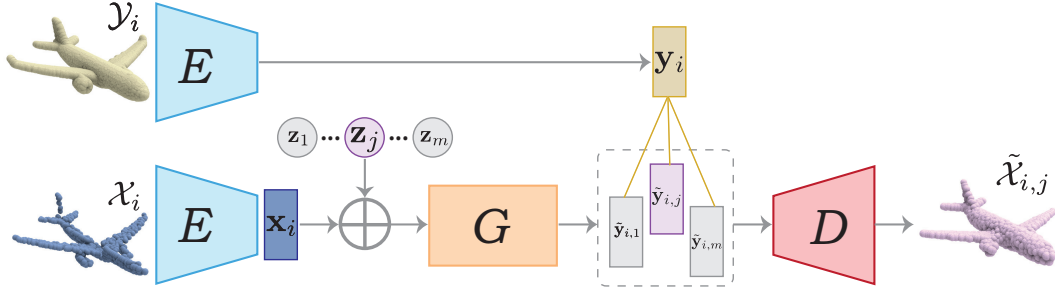 𝒴ᵢ
E
yᵢ
z₁ ... zⱼ ... zₘ
𝒳ᵢ
E
xᵢ
G
ỹᵢ,₁
ỹᵢ,ⱼ
ỹᵢ,ₘ
D
𝒳̃ᵢ,ⱼ